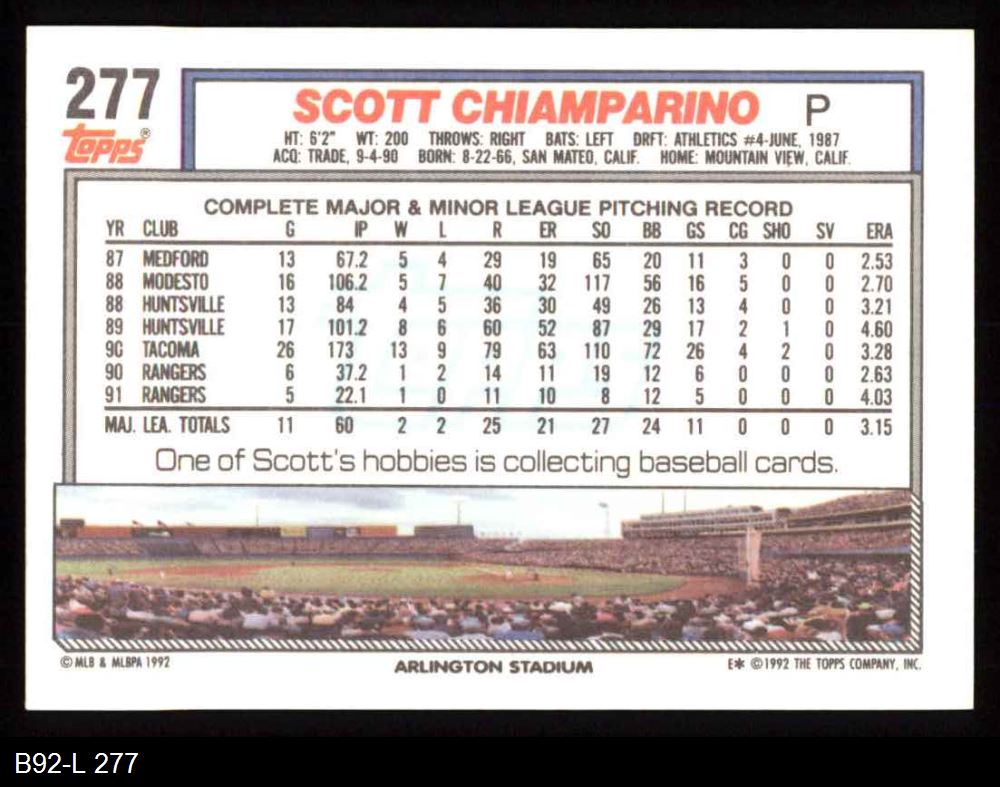 277
Topps®
SCOTT CHIAMPARINO P
HT: 6'2" WT: 200 THROWS: RIGHT BATS: LEFT DRFT: ATHLETICS #4-JUNE, 1987
ACQ: TRADE, 9-4-90 BORN: 8-22-66, SAN MATEO, CALIF. HOME: MOUNTAIN VIEW, CALIF.
COMPLETE MAJOR & MINOR LEAGUE PITCHING RECORD
YR CLUB G IP W L R ER SO BB GS CG SHO SV ERA
87 MEDFORD 13 67.2 5 4 29 19 65 20 11 3 0 0 2.53
88 MODESTO 16 106.2 5 7 40 32 117 56 16 5 0 0 2.70
88 HUNTSVILLE 13 84 4 5 36 30 49 26 13 4 0 0 3.21
89 HUNTSVILLE 17 101.2 8 6 60 52 87 29 17 2 1 0 4.60
90 TACOMA 26 173 13 9 79 63 110 72 26 4 2 0 3.28
90 RANGERS 6 37.2 1 2 14 11 19 12 6 0 0 0 2.63
91 RANGERS 5 22.1 1 0 11 10 8 12 5 0 0 0 4.03
MAJ. LEA. TOTALS 11 60 2 2 25 21 27 24 11 0 0 0 3.15
One of Scott's hobbies is collecting baseball cards.
© MLB & MLBPA 1992 ARLINGTON STADIUM E* © 1992 THE TOPPS COMPANY, INC.
B92-L 277